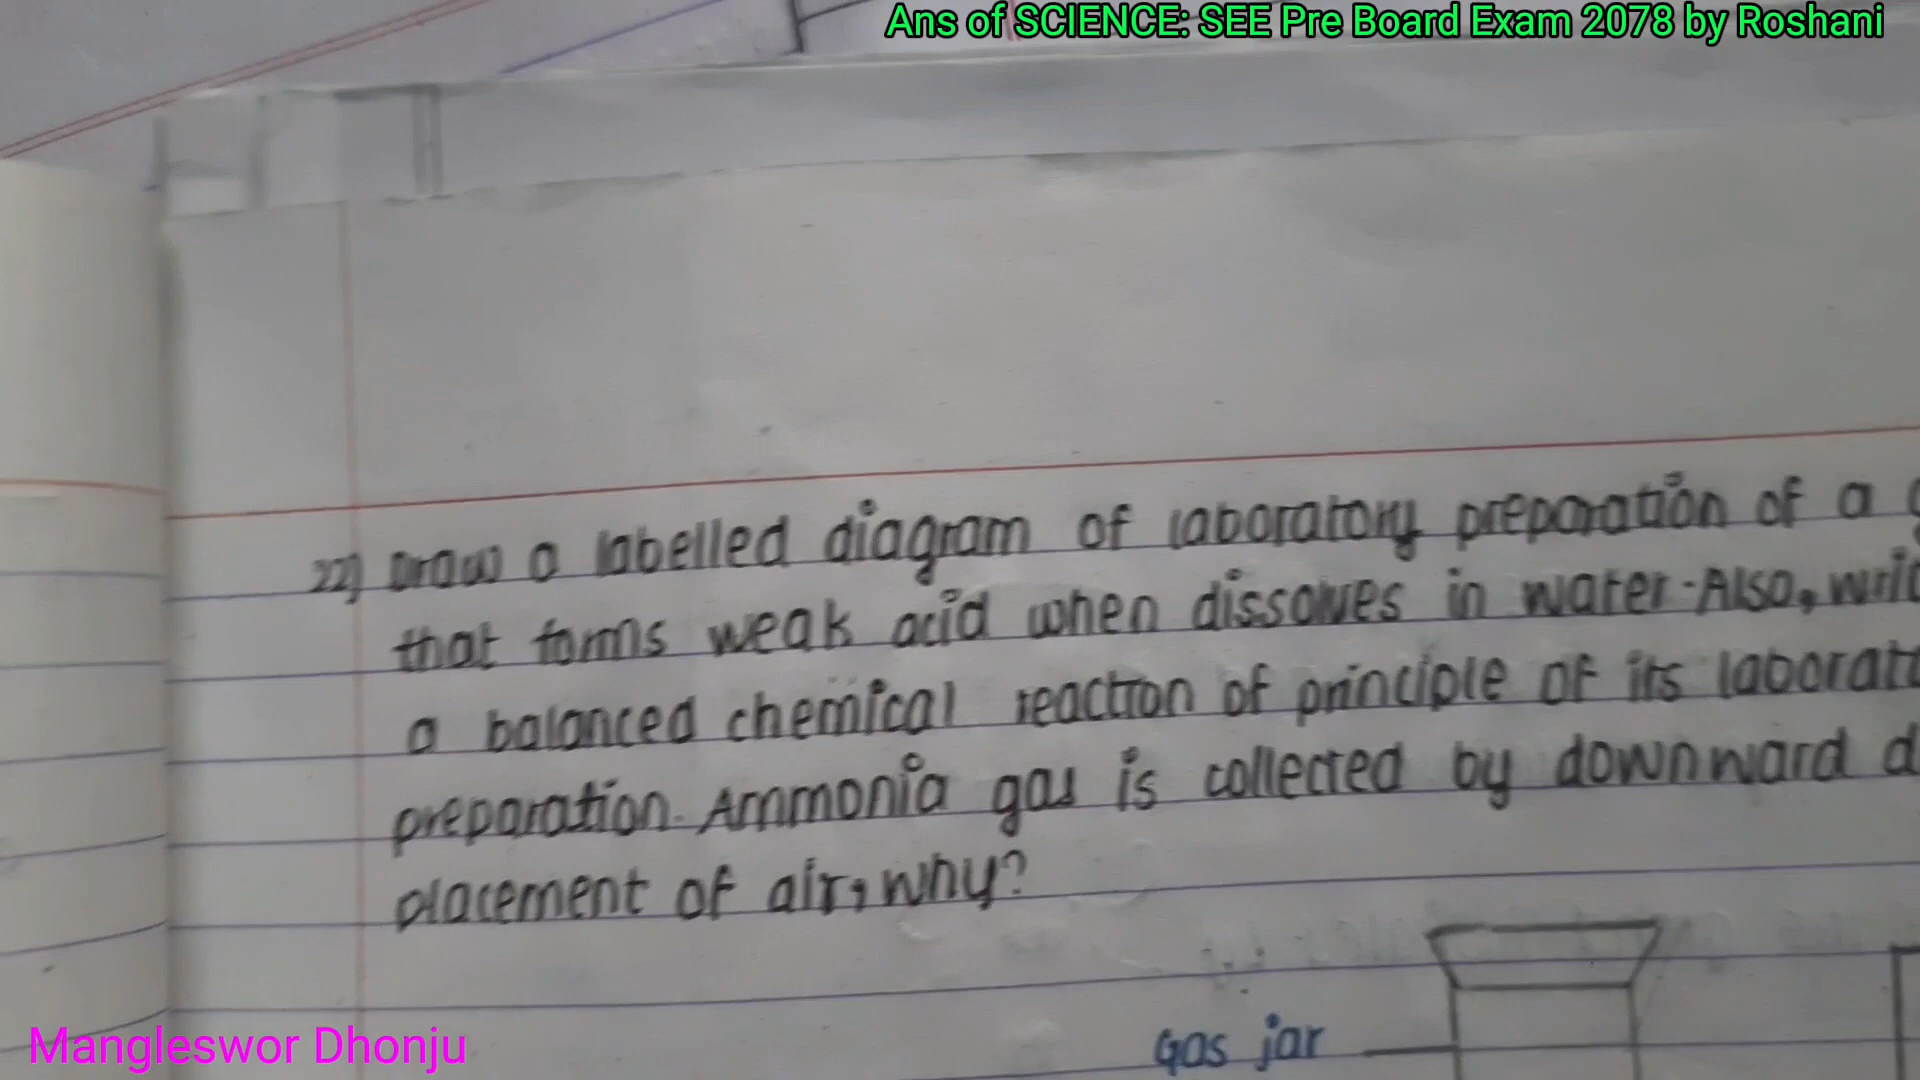 Ans of SCIENCE: SEE Pre Board Exam 2078 by Roshani
22) Draw a labelled diagram of laboratory preparation of a
that forms weak acid when dissolves in water. Also, writ
a balanced chemical reaction of principle of its laborat
preparation. Ammonia gas is collected by downward d
placement of air, why?
Gas jar
Mangleswor Dhonju